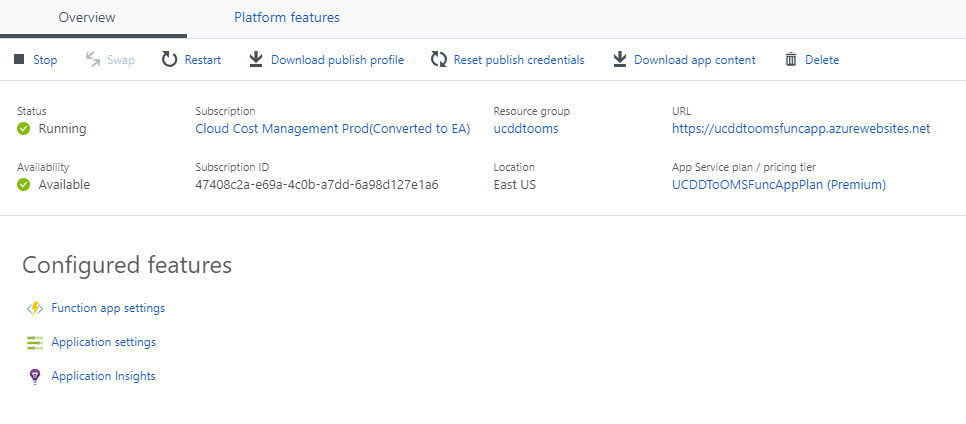 Overview Platform features
Stop Swap Restart Download publish profile Reset publish credentials Download app content Delete
Status Subscription Resource group URL
Running Cloud Cost Management Prod(Converted to EA) ucddtooms https://ucddtoomsfuncapp.azurewebsites.net
Availability Subscription ID Location App Service plan / pricing tier
Available 47408c2a-e69a-4c0b-a7dd-6a98d127e1a6 East US UCDDToOMSFuncAppPlan (Premium)
Configured features
Function app settings
Application settings
Application Insights